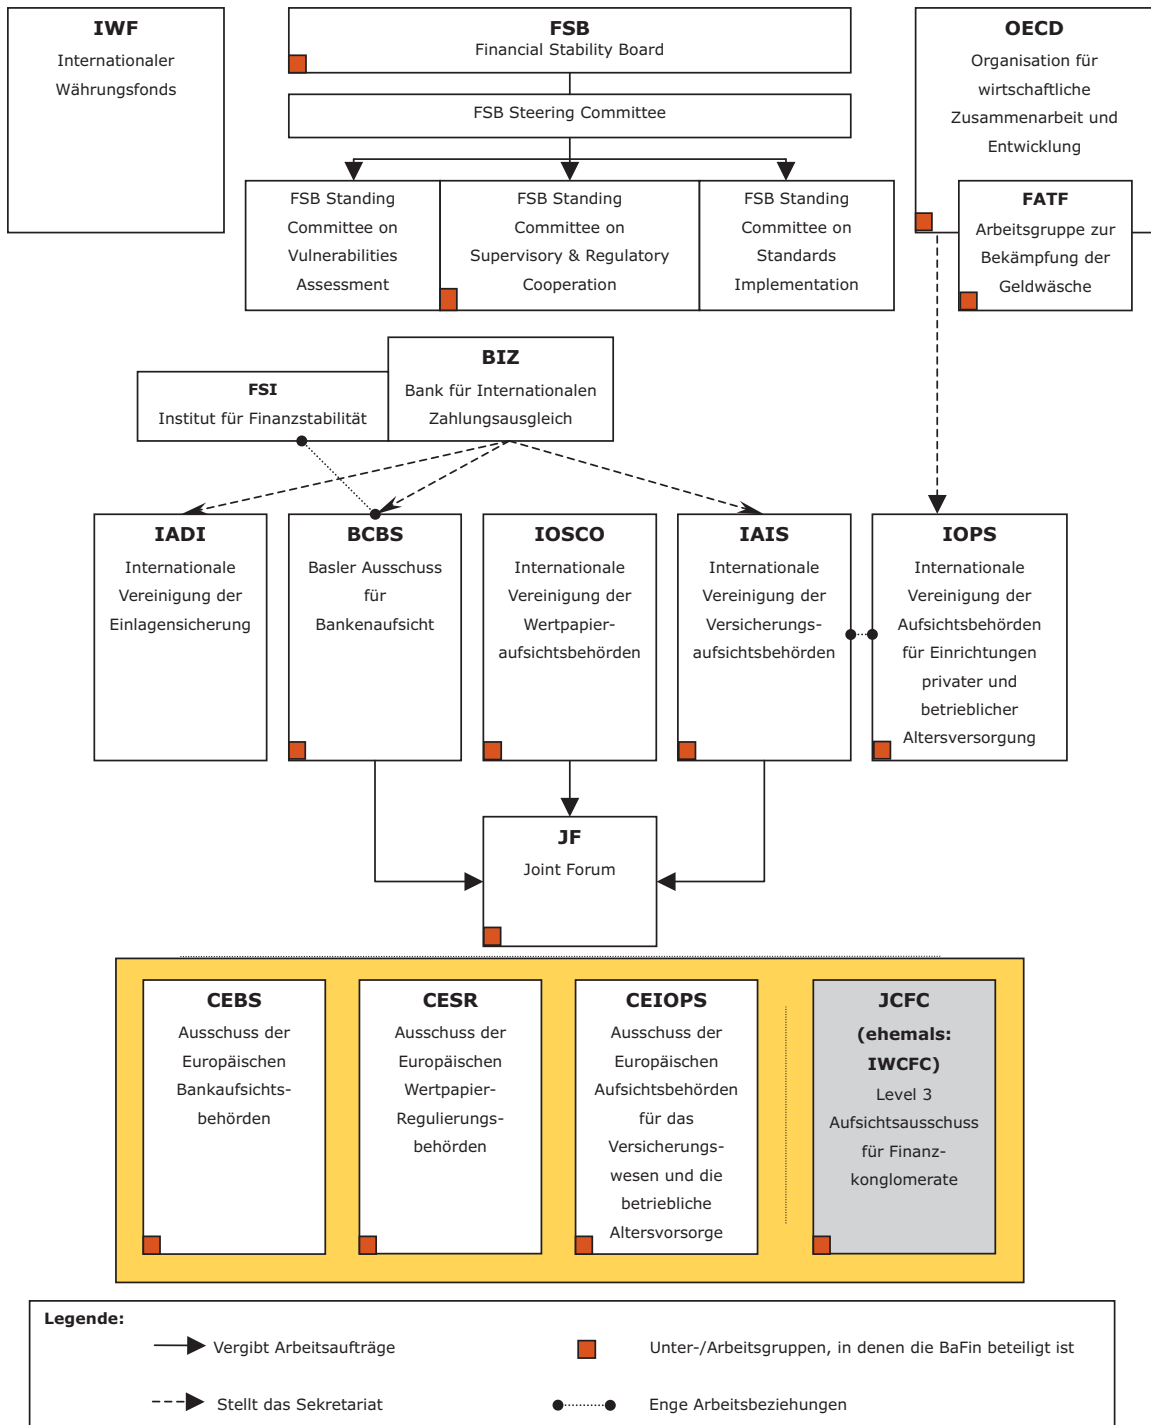 IWF
Internationaler
Währungsfonds
FSB
Financial Stability Board
FSB Steering Committee
FSB Standing
Committee on
Vulnerabilities
Assessment
FSB Standing
Committee on
Supervisory & Regulatory
Cooperation
FSB Standing
Committee on
Standards
Implementation
OECD
Organisation für
wirtschaftliche
Zusammenarbeit und
Entwicklung
FATF
Arbeitsgruppe zur
Bekämpfung der
Geldwäsche
FSI
Institut für Finanzstabilität
BIZ
Bank für Internationalen
Zahlungsausgleich
IADI
Internationale
Vereinigung der
Einlagensicherung
BCBS
Basler Ausschuss
für
Bankenaufsicht
IOSCO
Internationale
Vereinigung der
Wertpapier-
aufsichtsbehörden
IAIS
Internationale
Vereinigung der
Versicherungs-
aufsichtsbehörden
IOPS
Internationale
Vereinigung der
Aufsichtsbehörden
für Einrichtungen
privater und
betrieblicher
Altersversorgung
JF
Joint Forum
CEBS
Ausschuss der
Europäischen
Bankaufsichts-
behörden
CESR
Ausschuss der
Europäischen
Wertpapier-
Regulierungs-
behörden
CEIOPS
Ausschuss der
Europäischen
Aufsichtsbehörden
für das
Versicherungs-
wesen und die
betriebliche
Altersvorsorge
JCFC
(ehemals:
IWCFC)
Level 3
Aufsichtsausschuss
für Finanz-
konglomerate
Legende:
Vergibt Arbeitsaufträge
Unter-/Arbeitsgruppen, in denen die BaFin beteiligt ist
Stellt das Sekretariat
Enge Arbeitsbeziehungen